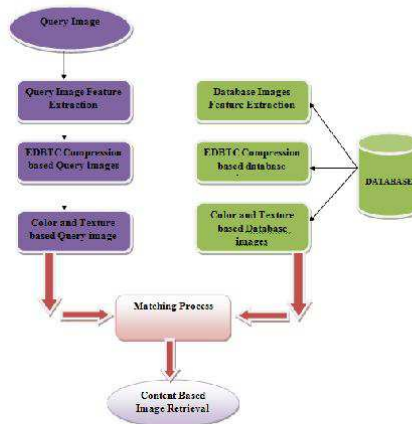 Query Image
Query Image Feature
Extraction
EDBTC Compression
based Query Images
Color and Texture
based Query image
Database Images
Feature Extraction
EDBTC Compression
based database
Color and Texture
based Database
images
DATABASE
Matching Process
Content Based
Image Retrieval